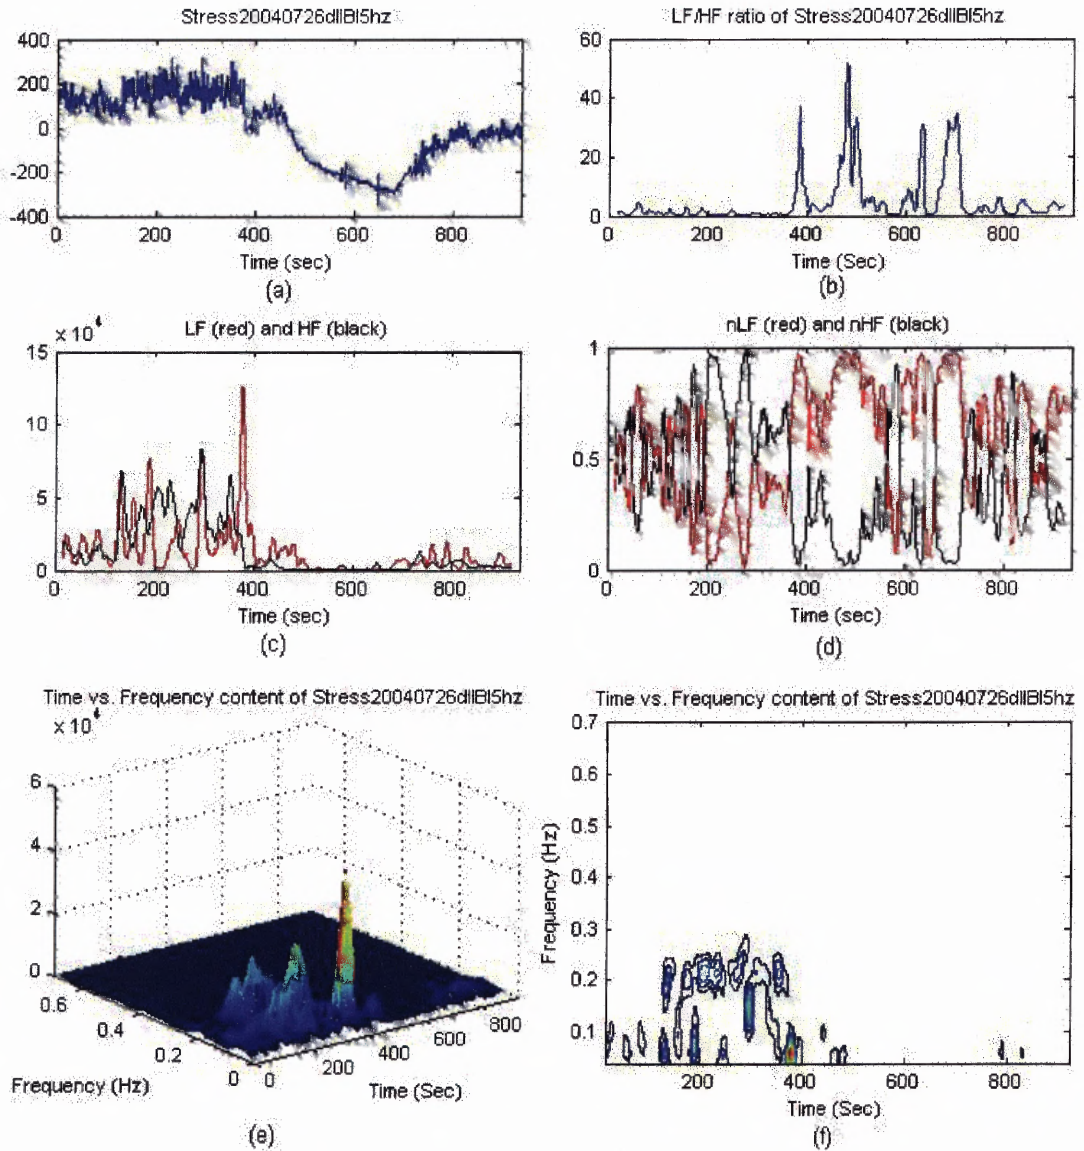 Stress20040726dIIBI5hz
400
200
0
-200
-400
0 200 400 600 800
Time (sec)
(a)
LF/HF ratio of Stress20040726dIIBI5hz
60
40
20
0
0 200 400 600 800
Time (Sec)
(b)
LF (red) and HF (black)
x 10⁴
15
10
5
0
0 200 400 600 800
Time (sec)
(c)
nLF (red) and nHF (black)
1
0.5
0
0 200 400 600 800
Time (sec)
(d)
Time vs. Frequency content of Stress20040726dIIBI5hz
x 10⁴
6
4
2
0
0.6
0.4
0.2
0
0 200 400 600 800
Frequency (Hz)
Time (Sec)
(e)
Time vs. Frequency content of Stress20040726dIIBI5hz
0.7
0.6
0.5
0.4
0.3
0.2
0.1
Frequency (Hz)
200 400 600 800
Time (Sec)
(f)